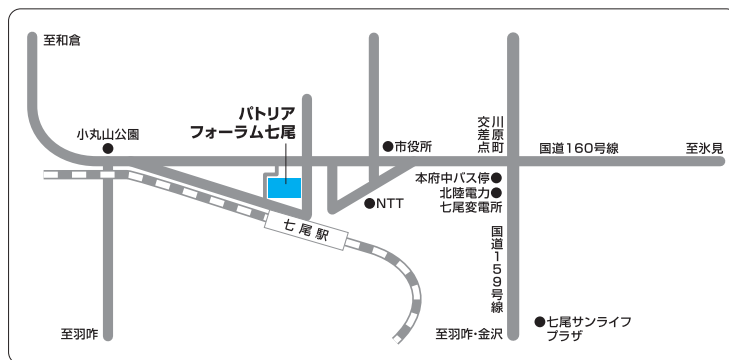 至和倉
小丸山公園
パトリア
フォーラム七尾
市役所
川原町
交差点
国道160号線
至氷見
本府中バス停
北陸電力
七尾変電所
NTT
七尾駅
国道159号線
至羽咋
至羽咋・金沢
七尾サンライフ
プラザ